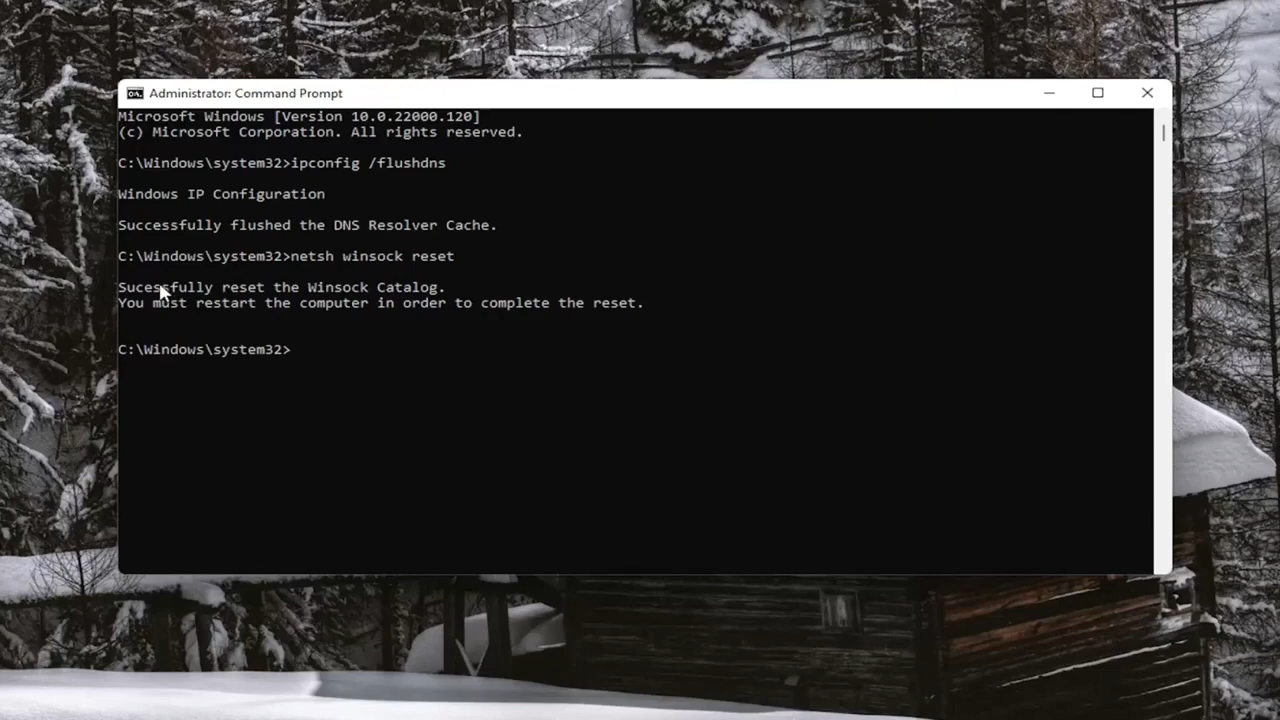 Administrator: Command Prompt
Microsoft Windows [Version 10.0.22000.120]
(c) Microsoft Corporation. All rights reserved.
C:\Windows\system32>ipconfig /flushdns
Windows IP Configuration
Successfully flushed the DNS Resolver Cache.
C:\Windows\system32>netsh winsock reset
Sucessfully reset the Winsock Catalog.
You must restart the computer in order to complete the reset.
C:\Windows\system32>